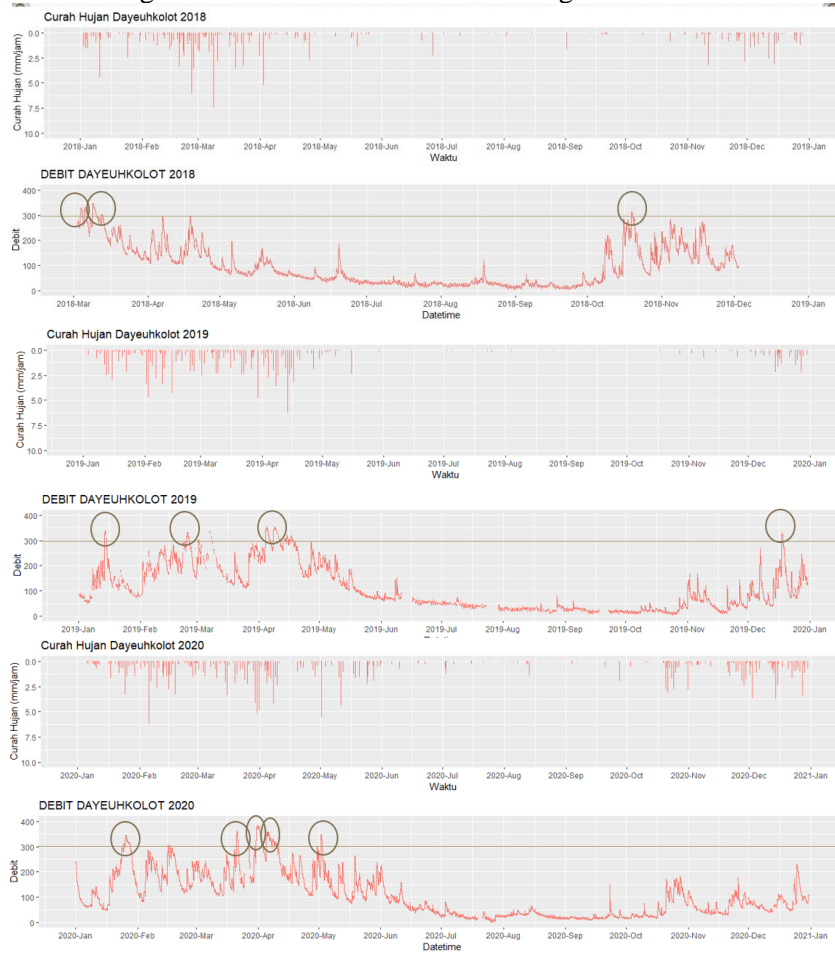 Curah Hujan Dayeuhkolot 2018
Curah Hujan (mm/jam)
0.0
2.5
5.0
7.5
10.0
2018-Jan 2018-Feb 2018-Mar 2018-Apr 2018-May 2018-Jun 2018-Jul 2018-Aug 2018-Sep 2018-Oct 2018-Nov 2018-Dec 2019-Jan
Waktu
DEBIT DAYEUHKOLOT 2018
Debit
400
300
200
100
0
2018-Mar 2018-Apr 2018-May 2018-Jun 2018-Jul 2018-Aug 2018-Sep 2018-Oct 2018-Nov 2018-Dec 2019-Jan
Datetime
Curah Hujan Dayeuhkolot 2019
Curah Hujan (mm/jam)
0.0
2.5
5.0
7.5
10.0
2019-Jan 2019-Feb 2019-Mar 2019-Apr 2019-May 2019-Jun 2019-Jul 2019-Aug 2019-Sep 2019-Oct 2019-Nov 2019-Dec 2020-Jan
Waktu
DEBIT DAYEUHKOLOT 2019
Debit
400
300
200
100
0
2019-Jan 2019-Feb 2019-Mar 2019-Apr 2019-May 2019-Jun 2019-Jul 2019-Aug 2019-Sep 2019-Oct 2019-Nov 2019-Dec 2020-Jan
Curah Hujan Dayeuhkolot 2020
Curah Hujan (mm/jam)
0.0
2.5
5.0
7.5
10.0
2020-Jan 2020-Feb 2020-Mar 2020-Apr 2020-May 2020-Jun 2020-Jul 2020-Aug 2020-Sep 2020-Oct 2020-Nov 2020-Dec 2021-Jan
Waktu
DEBIT DAYEUHKOLOT 2020
Debit
400
300
200
100
0
2020-Jan 2020-Feb 2020-Mar 2020-Apr 2020-May 2020-Jun 2020-Jul 2020-Aug 2020-Sep 2020-Oct 2020-Nov 2020-Dec 2021-Jan
Datetime